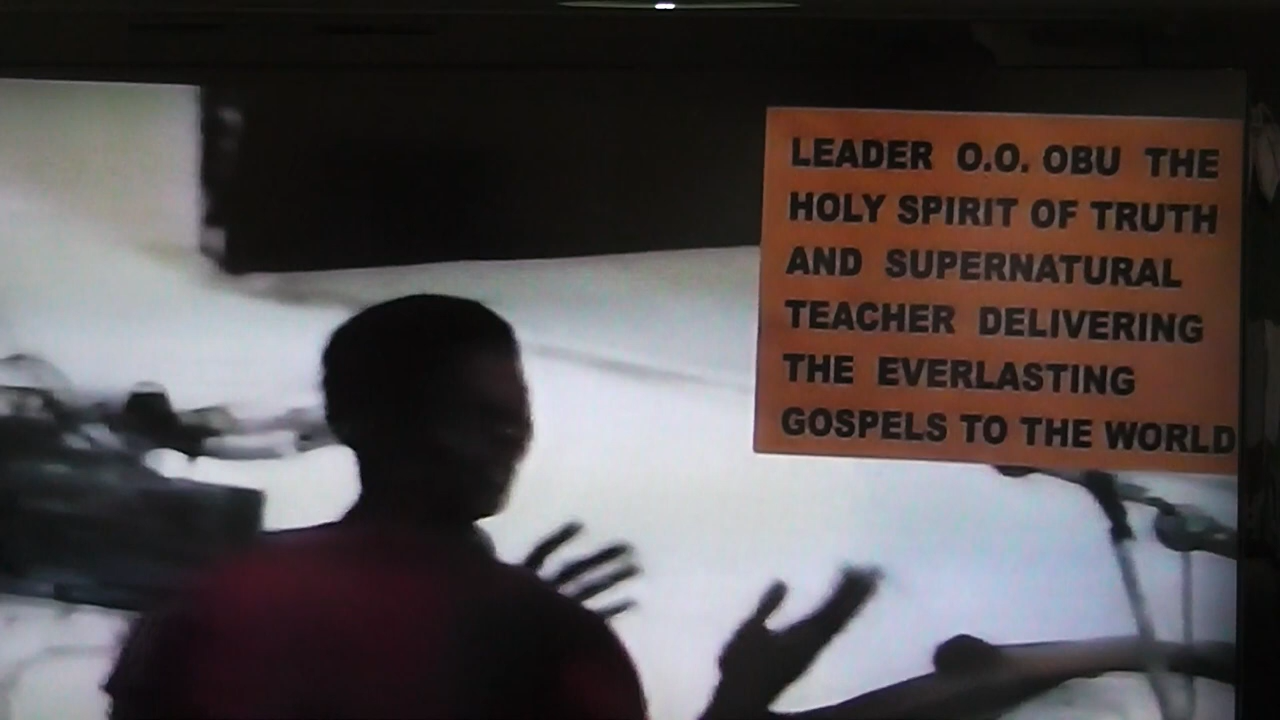 LEADER O.O. OBU THE
HOLY SPIRIT OF TRUTH
AND SUPERNATURAL
TEACHER DELIVERING
THE EVERLASTING
GOSPELS TO THE WORLD